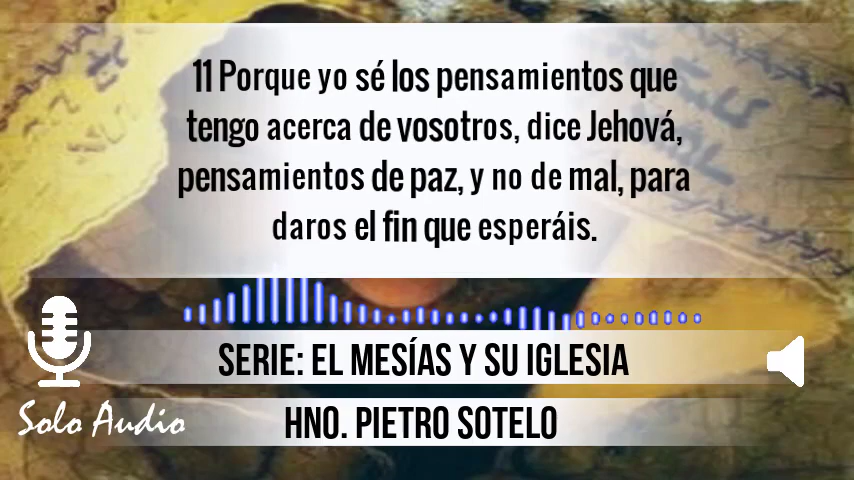 11 Porque yo sé los pensamientos que
tengo acerca de vosotros, dice Jehová,
pensamientos de paz, y no de mal, para
daros el fin que esperáis.
SERIE: EL MESÍAS Y SU IGLESIA
Solo Audio
HNO. PIETRO SOTELO